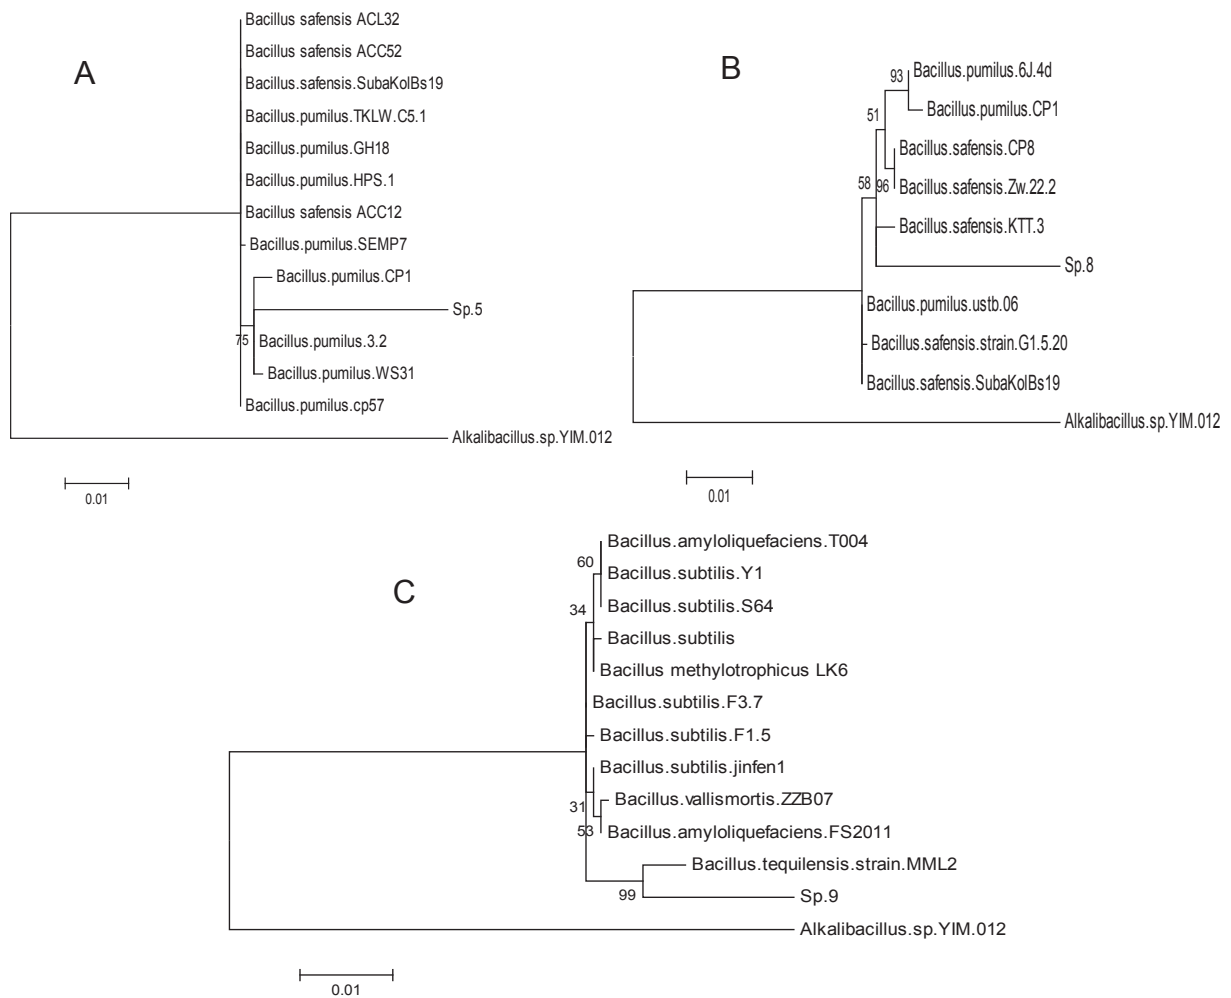 A
Bacillus safensis ACL32
Bacillus safensis ACC52
Bacillus.safensis.SubaKolBs19
Bacillus.pumilus.TKLW.C5.1
Bacillus.pumilus.GH18
Bacillus.pumilus.HPS.1
Bacillus safensis ACC12
Bacillus.pumilus.SEMP7
Bacillus.pumilus.CP1
Sp.5
75
Bacillus.pumilus.3.2
Bacillus.pumilus.WS31
Bacillus.pumilus.cp57
Alkalibacillus.sp.YIM.012
0.01
B
93
Bacillus.pumilus.6J.4d
Bacillus.pumilus.CP1
51
Bacillus.safensis.CP8
58
96
Bacillus.safensis.Zw.22.2
Bacillus.safensis.KTT.3
Sp.8
Bacillus.pumilus.ustb.06
Bacillus.safensis.strain.G1.5.20
Bacillus.safensis.SubaKolBs19
Alkalibacillus.sp.YIM.012
0.01
C
Bacillus.amyloliquefaciens.T004
60
Bacillus.subtilis.Y1
34
Bacillus.subtilis.S64
Bacillus.subtilis
Bacillus methylotrophicus LK6
Bacillus.subtilis.F3.7
Bacillus.subtilis.F1.5
Bacillus.subtilis.jinfen1
31
Bacillus.vallismortis.ZZB07
53
Bacillus.amyloliquefaciens.FS2011
Bacillus.tequilensis.strain.MML2
99
Sp.9
Alkalibacillus.sp.YIM.012
0.01